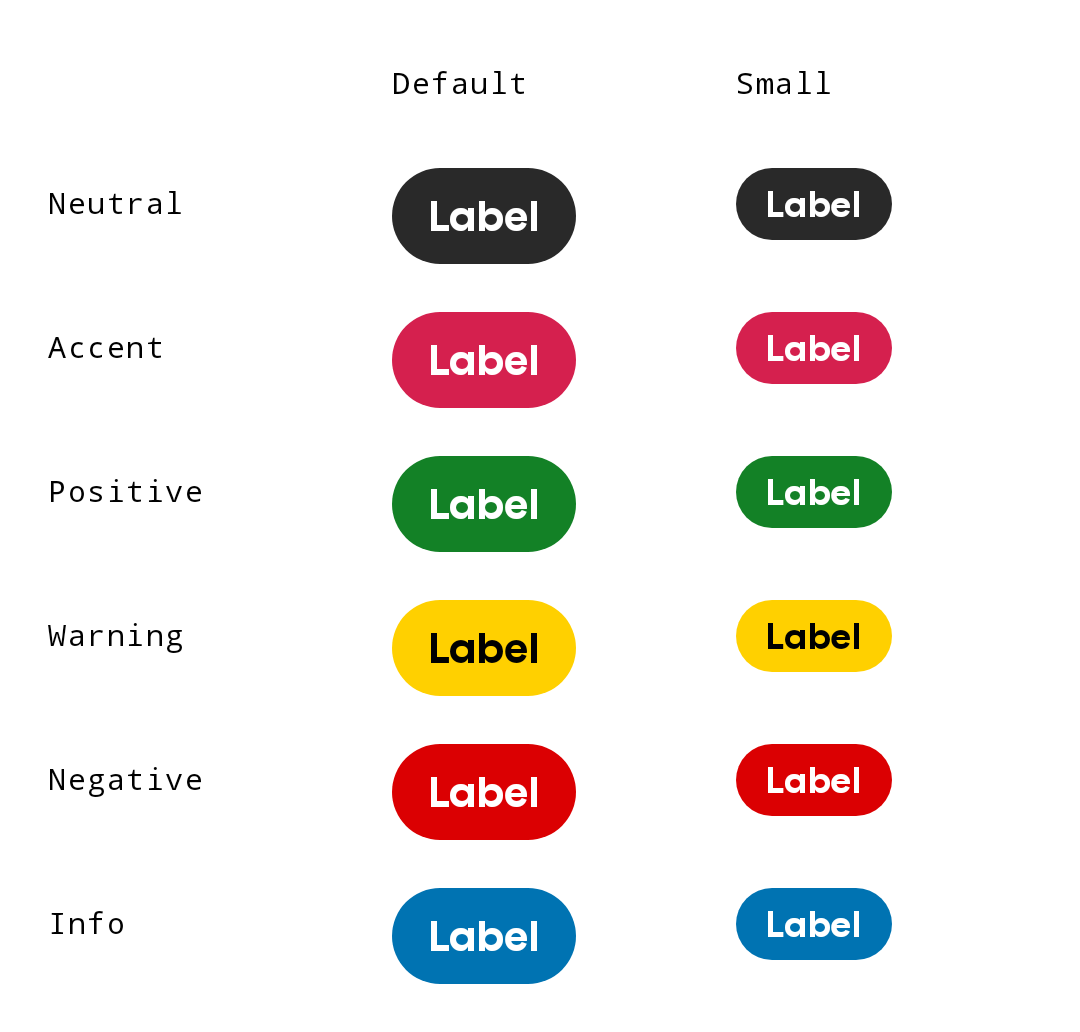 Default Small
Neutral Label Label
Accent Label Label
Positive Label Label
Warning Label Label
Negative Label Label
Info Label Label